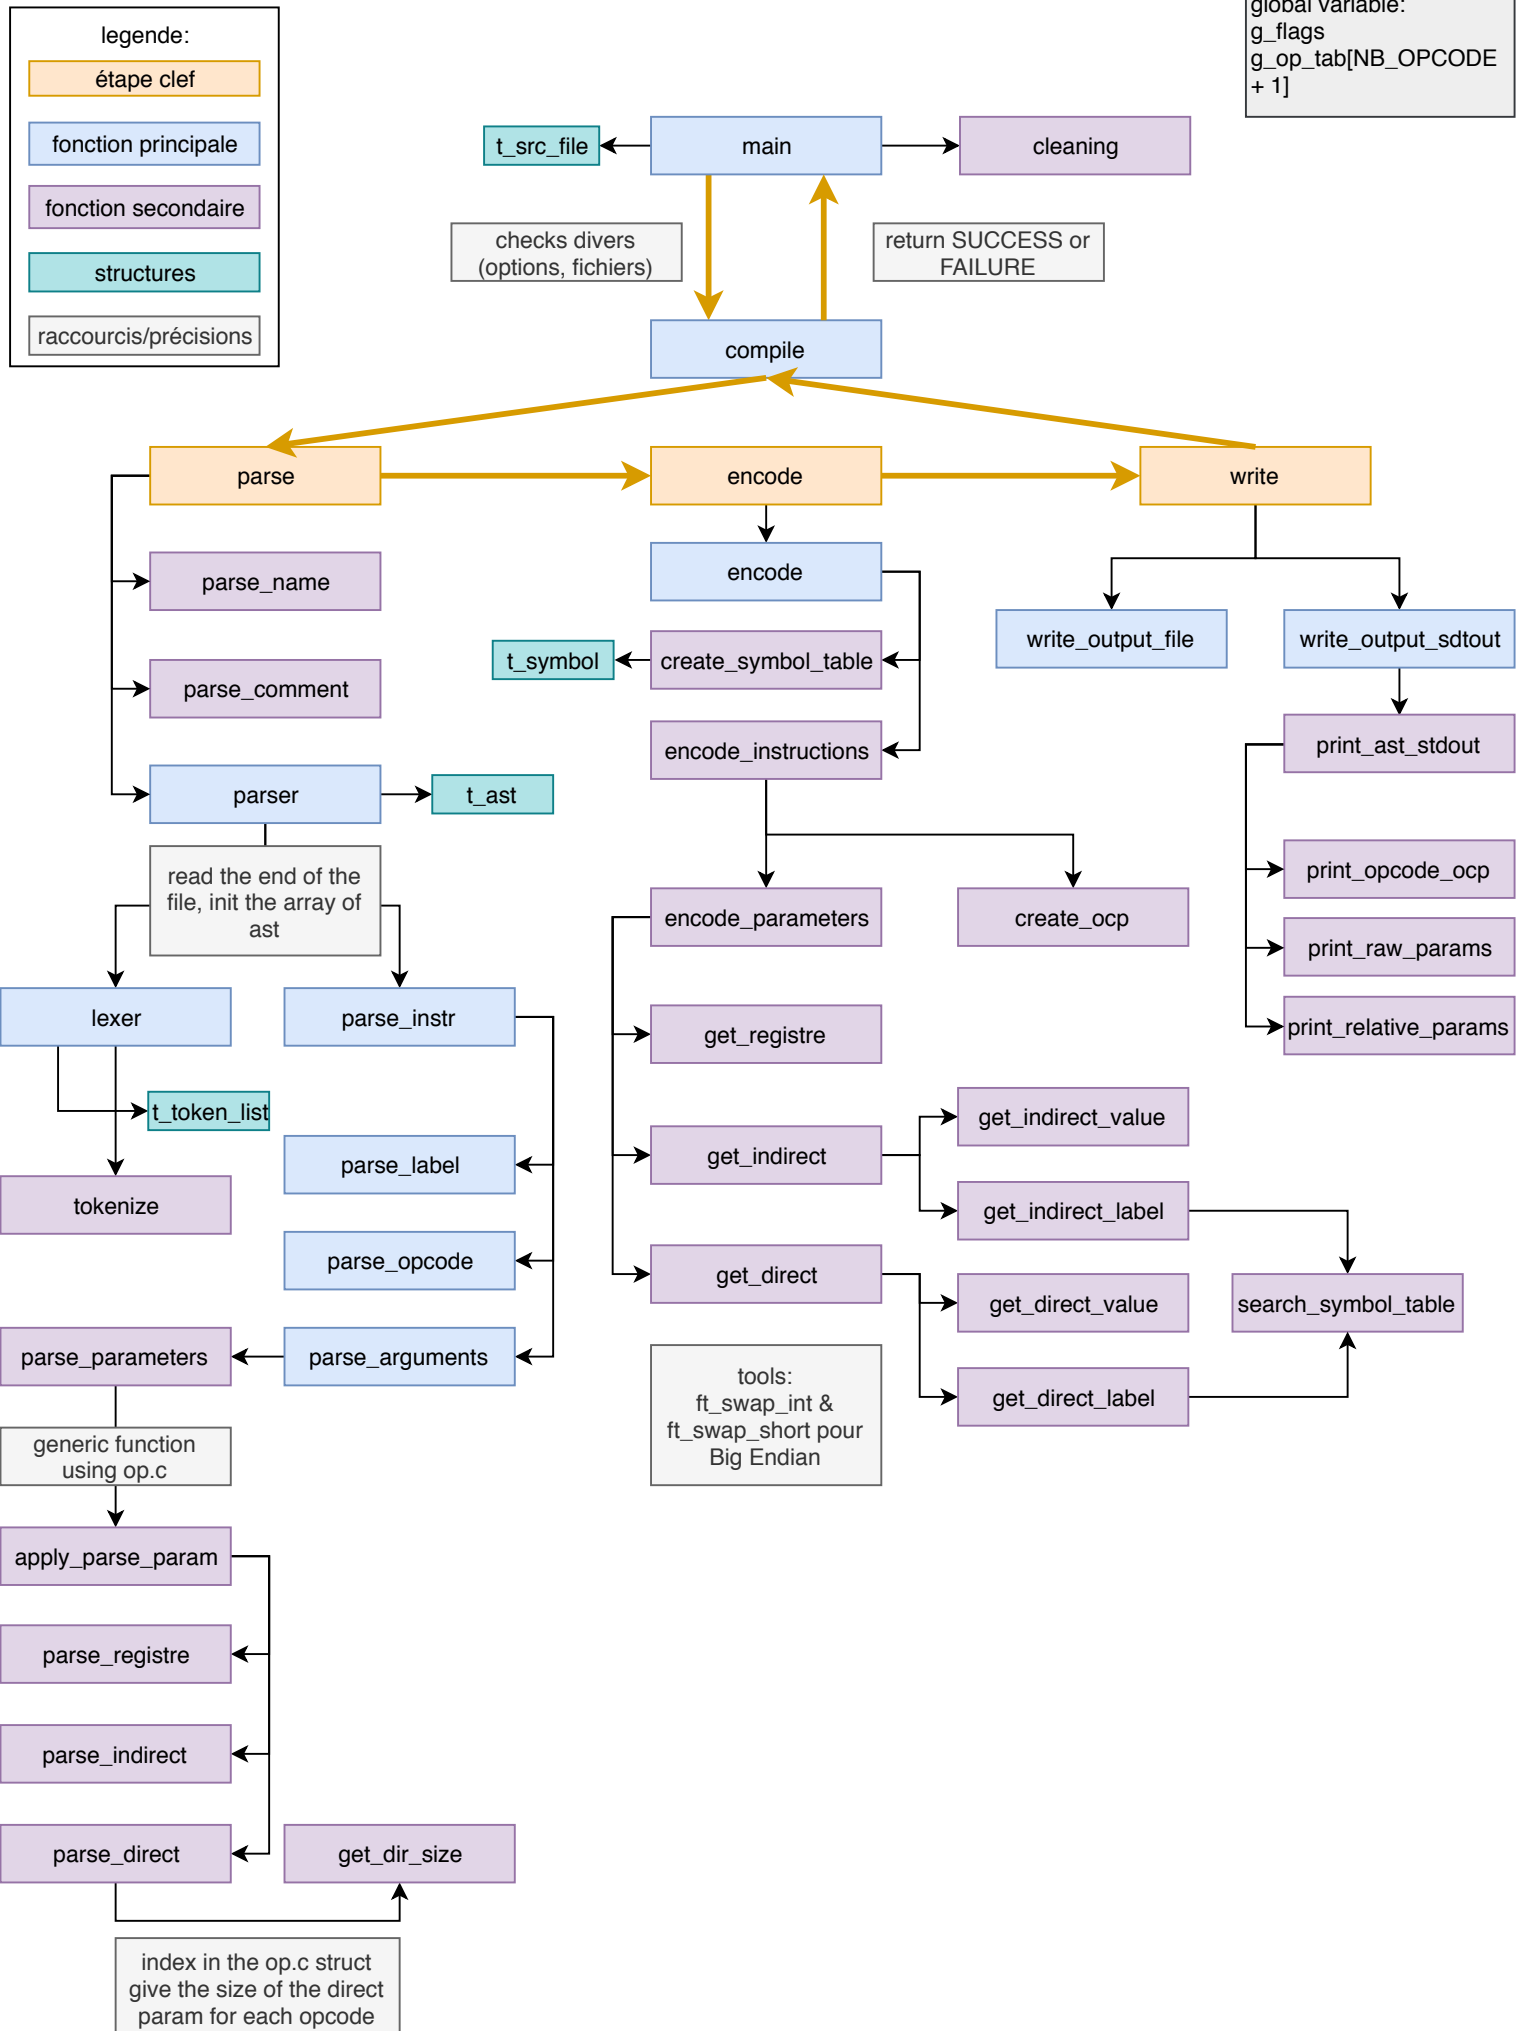 legende:
étape clef
fonction principale
fonction secondaire
structures
raccourcis/précisions
global variable:
g_flags
g_op_tab[NB_OPCODE
+ 1]
t_src_file
main
cleaning
checks divers
(options, fichiers)
return SUCCESS or
FAILURE
compile
parse
encode
write
parse_name
encode
parse_comment
t_symbol
create_symbol_table
write_output_file
write_output_sdtout
encode_instructions
print_ast_stdout
parser
t_ast
read the end of the
file, init the array of
ast
encode_parameters
create_ocp
print_opcode_ocp
print_raw_params
print_relative_params
lexer
parse_instr
get_registre
t_token_list
get_indirect_value
parse_label
get_indirect
tokenize
get_indirect_label
parse_opcode
get_direct
get_direct_value
search_symbol_table
parse_parameters
parse_arguments
get_direct_label
tools:
ft_swap_int &
ft_swap_short pour
Big Endian
generic function
using op.c
apply_parse_param
parse_registre
parse_indirect
parse_direct
get_dir_size
index in the op.c struct
give the size of the direct
param for each opcode